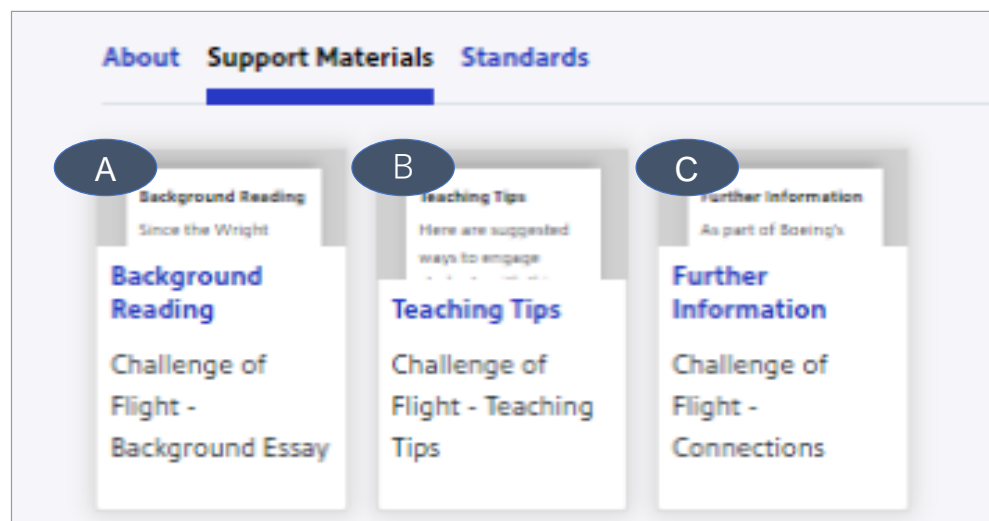 About Support Materials Standards
A
Background Reading
Since the Wright
Background
Reading
Challenge of
Flight -
Background Essay
B
Teaching Tips
Here are suggested
ways to engage
Teaching Tips
Challenge of
Flight - Teaching
Tips
C
Further Information
As part of Boeing's
Further
Information
Challenge of
Flight -
Connections